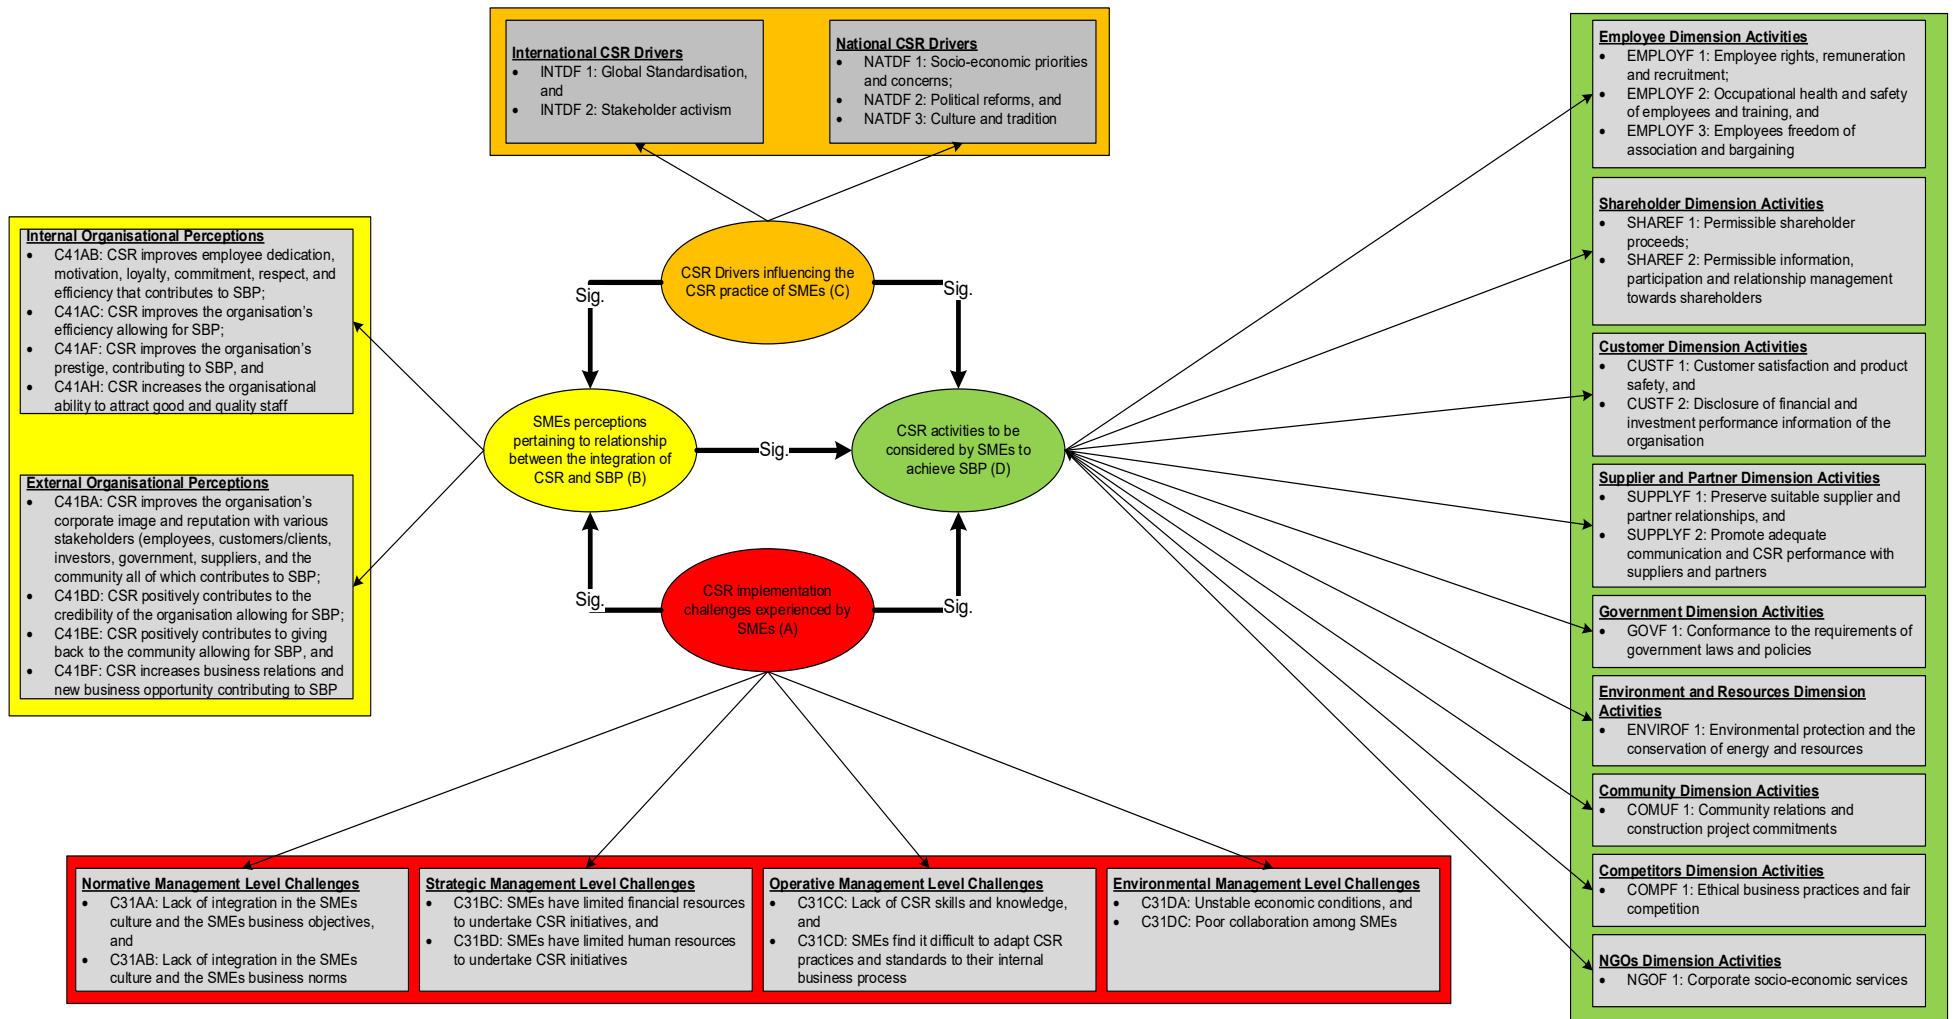 International CSR Drivers
• INTDF 1: Global Standardisation,
and
• INTDF 2: Stakeholder activism
National CSR Drivers
• NATDF 1: Socio-economic priorities
and concerns;
• NATDF 2: Political reforms, and
• NATDF 3: Culture and tradition
Internal Organisational Perceptions
• C41AB: CSR improves employee dedication,
motivation, loyalty, commitment, respect, and
efficiency that contributes to SBP;
• C41AC: CSR improves the organisation's
efficiency allowing for SBP;
• C41AF: CSR improves the organisation's
prestige, contributing to SBP, and
• C41AH: CSR increases the organisational
ability to attract good and quality staff
External Organisational Perceptions
• C41BA: CSR improves the organisation's
corporate image and reputation with various
stakeholders (employees, customers/clients,
investors, government, suppliers, and the
community all of which contributes to SBP;
• C41BD: CSR positively contributes to the
credibility of the organisation allowing for SBP;
• C41BE: CSR positively contributes to giving
back to the community allowing for SBP, and
• C41BF: CSR increases business relations and
new business opportunity contributing to SBP
CSR Drivers influencing the
CSR practice of SMEs (C)
Sig.
Sig.
SMEs perceptions
pertaining to relationship
between the integration of
CSR and SBP (B)
Sig.
CSR activities to be
considered by SMEs to
achieve SBP (D)
Sig.
Sig.
CSR implementation
challenges experienced by
SMEs (A)
Normative Management Level Challenges
• C31AA: Lack of integration in the SMEs
culture and the SMEs business objectives,
and
• C31AB: Lack of integration in the SMEs
culture and the SMEs business norms
Strategic Management Level Challenges
• C31BC: SMEs have limited financial resources
to undertake CSR initiatives, and
• C31BD: SMEs have limited human resources
to undertake CSR initiatives
Operative Management Level Challenges
• C31CC: Lack of CSR skills and knowledge,
and
• C31CD: SMEs find it difficult to adapt CSR
practices and standards to their internal
business process
Environmental Management Level Challenges
• C31DA: Unstable economic conditions, and
• C31DC: Poor collaboration among SMEs
Employee Dimension Activities
• EMPLOYF 1: Employee rights, remuneration
and recruitment;
• EMPLOYF 2: Occupational health and safety
of employees and training, and
• EMPLOYF 3: Employees freedom of
association and bargaining
Shareholder Dimension Activities
• SHAREF 1: Permissible shareholder
proceeds;
• SHAREF 2: Permissible information,
participation and relationship management
towards shareholders
Customer Dimension Activities
• CUSTF 1: Customer satisfaction and product
safety, and
• CUSTF 2: Disclosure of financial and
investment performance information of the
organisation
Supplier and Partner Dimension Activities
• SUPPLYF 1: Preserve suitable supplier and
partner relationships, and
• SUPPLYF 2: Promote adequate
communication and CSR performance with
suppliers and partners
Government Dimension Activities
• GOVF 1: Conformance to the requirements of
government laws and policies
Environment and Resources Dimension
Activities
• ENVIROF 1: Environmental protection and the
conservation of energy and resources
Community Dimension Activities
• COMUF 1: Community relations and
construction project commitments
Competitors Dimension Activities
• COMPF 1: Ethical business practices and fair
competition
NGOs Dimension Activities
• NGOF 1: Corporate socio-economic services